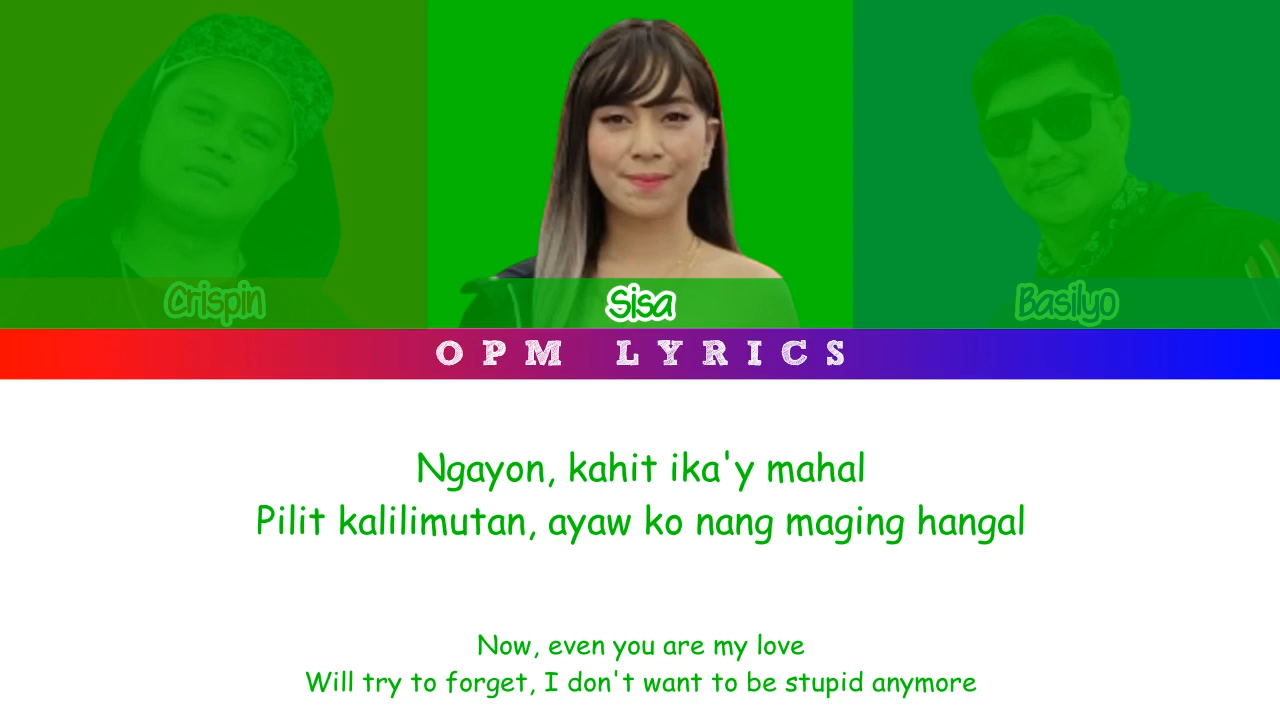 Crispin
Sisa
Basilyo
OPM LYRICS
Ngayon, kahit ika'y mahal
Pilit kalilimutan, ayaw ko nang maging hangal
Now, even you are my love
Will try to forget, I don't want to be stupid anymore